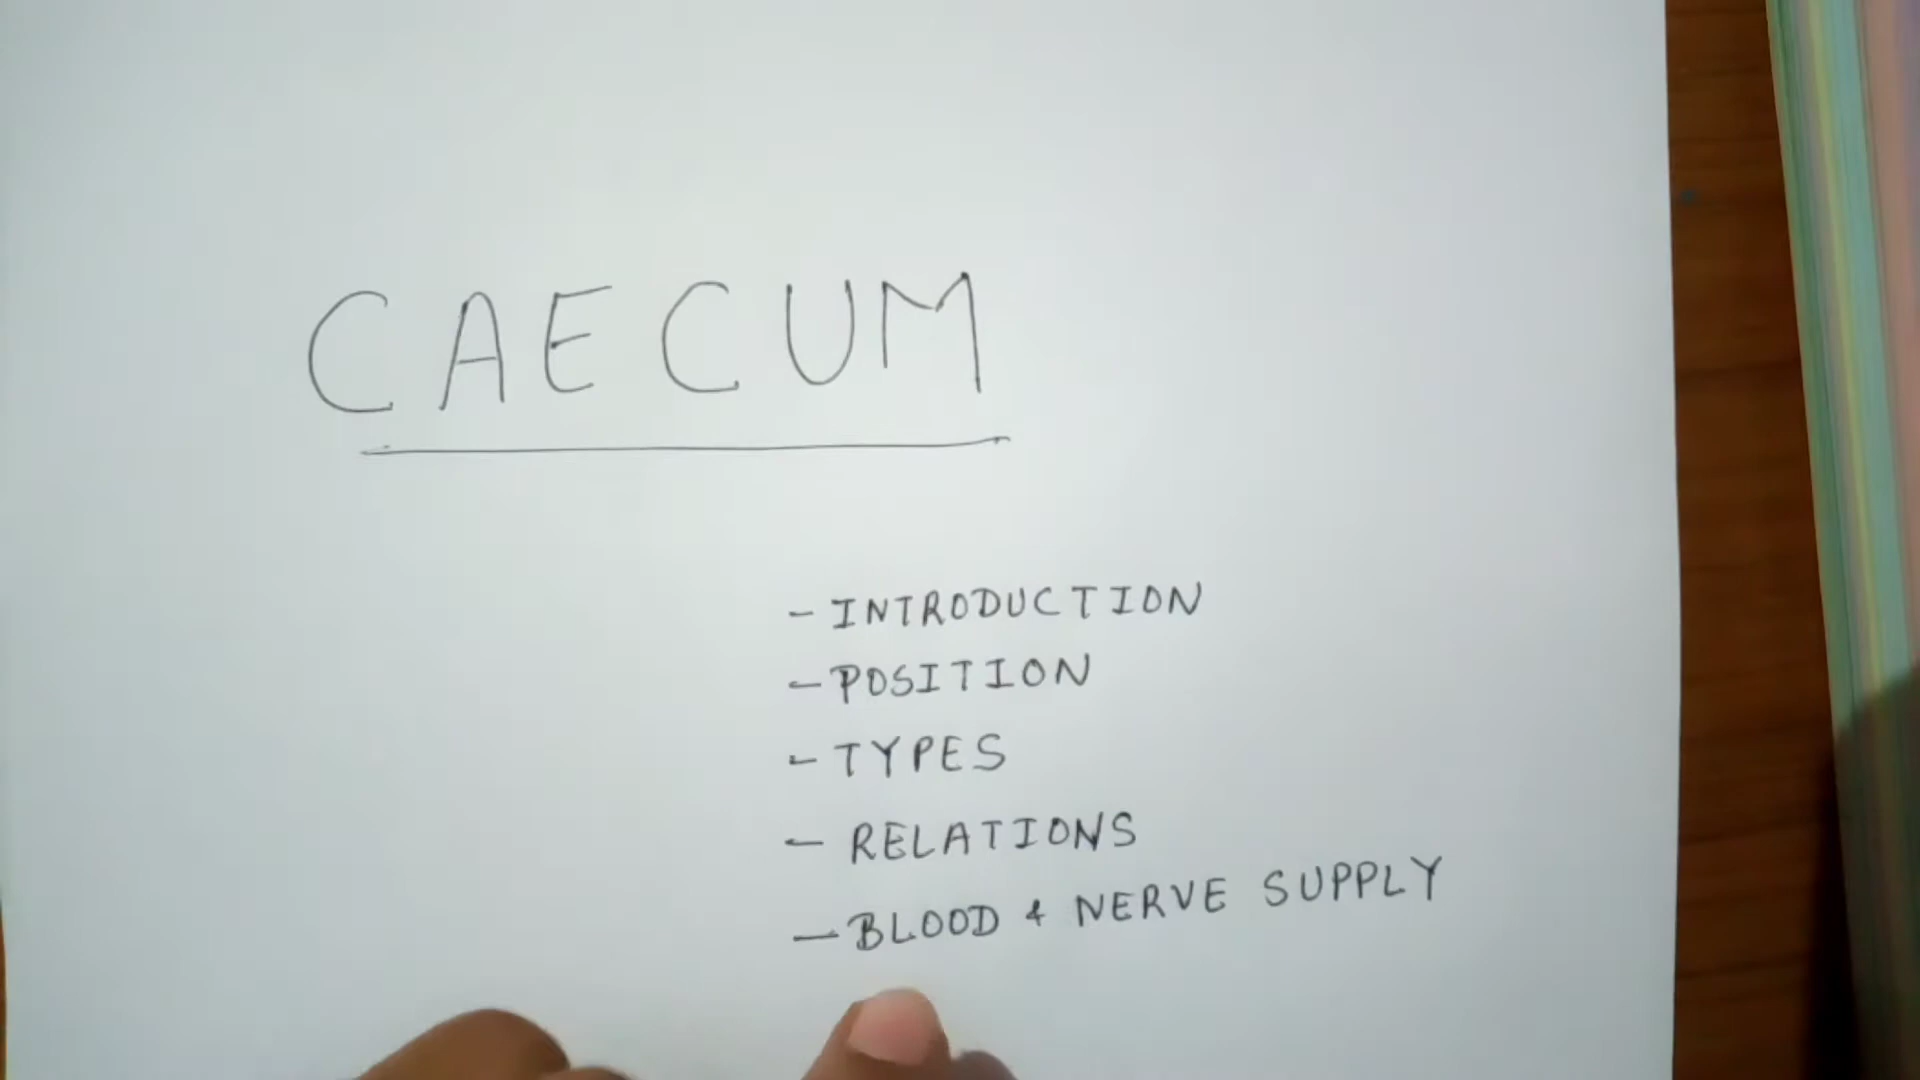 CAECUM
- INTRODUCTION
- POSITION
- TYPES
- RELATIONS
- BLOOD & NERVE SUPPLY